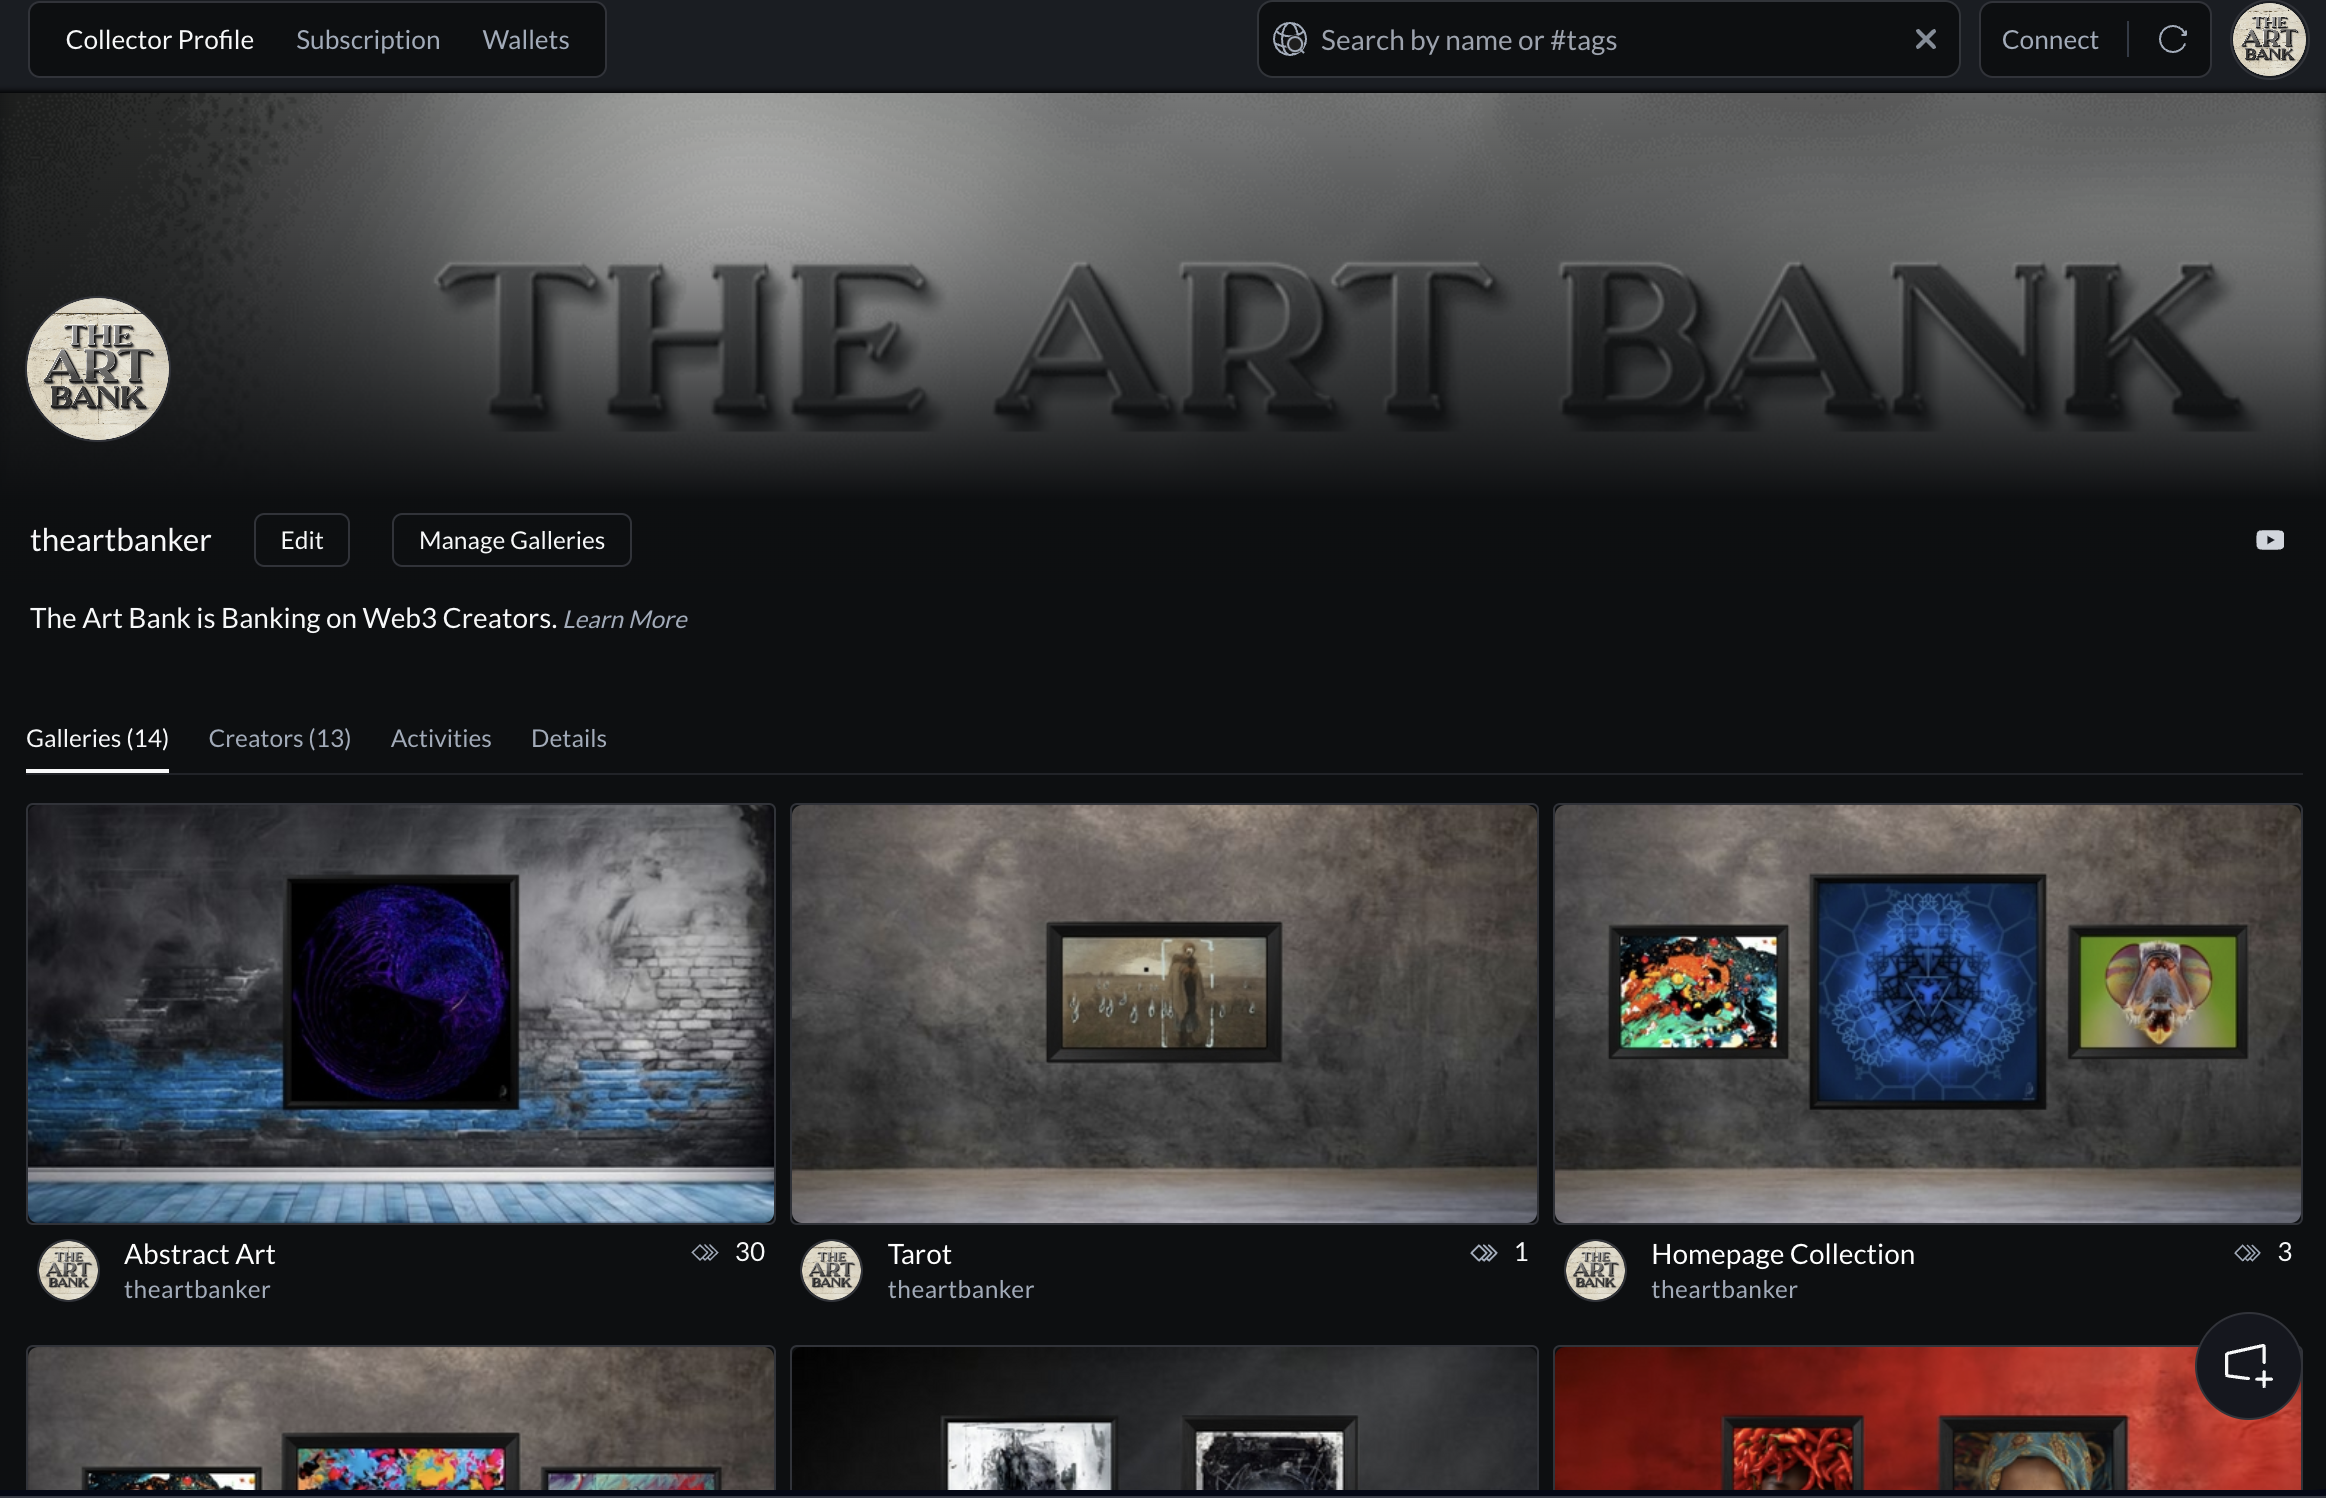 Collector Profile Subscription Wallets
Search by name or #tags
Connect
THE
ART
BANK
THE ART BANK
THE
ART
BANK
theartbanker Edit Manage Galleries
The Art Bank is Banking on Web3 Creators. Learn More
Galleries (14) Creators (13) Activities Details
THE
ART
BANK
Abstract Art
theartbanker
30
THE
ART
BANK
Tarot
theartbanker
1
THE
ART
BANK
Homepage Collection
theartbanker
3